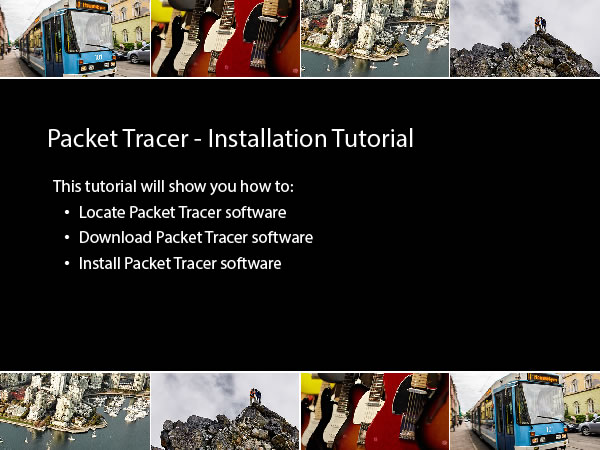 Packet Tracer - Installation Tutorial
This tutorial will show you how to:
• Locate Packet Tracer software
• Download Packet Tracer software
• Install Packet Tracer software